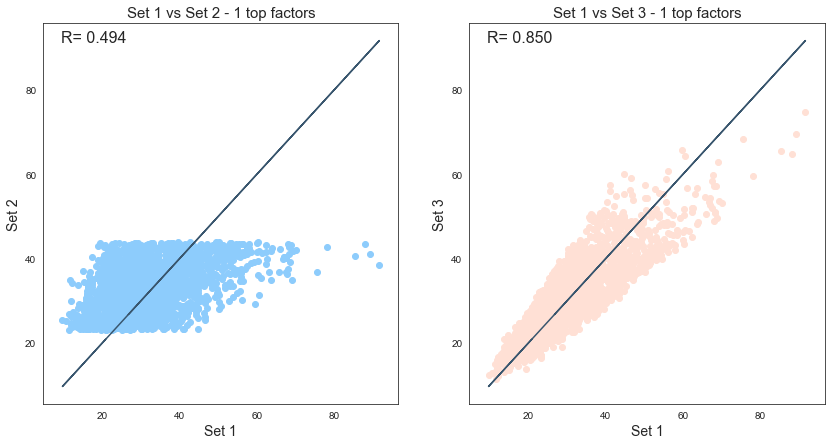 Set 1 vs Set 2 - 1 top factors
R= 0.494
80
60
40
20
Set 2
20 40 60 80
Set 1
Set 1 vs Set 3 - 1 top factors
R= 0.850
80
60
40
20
Set 3
20 40 60 80
Set 1